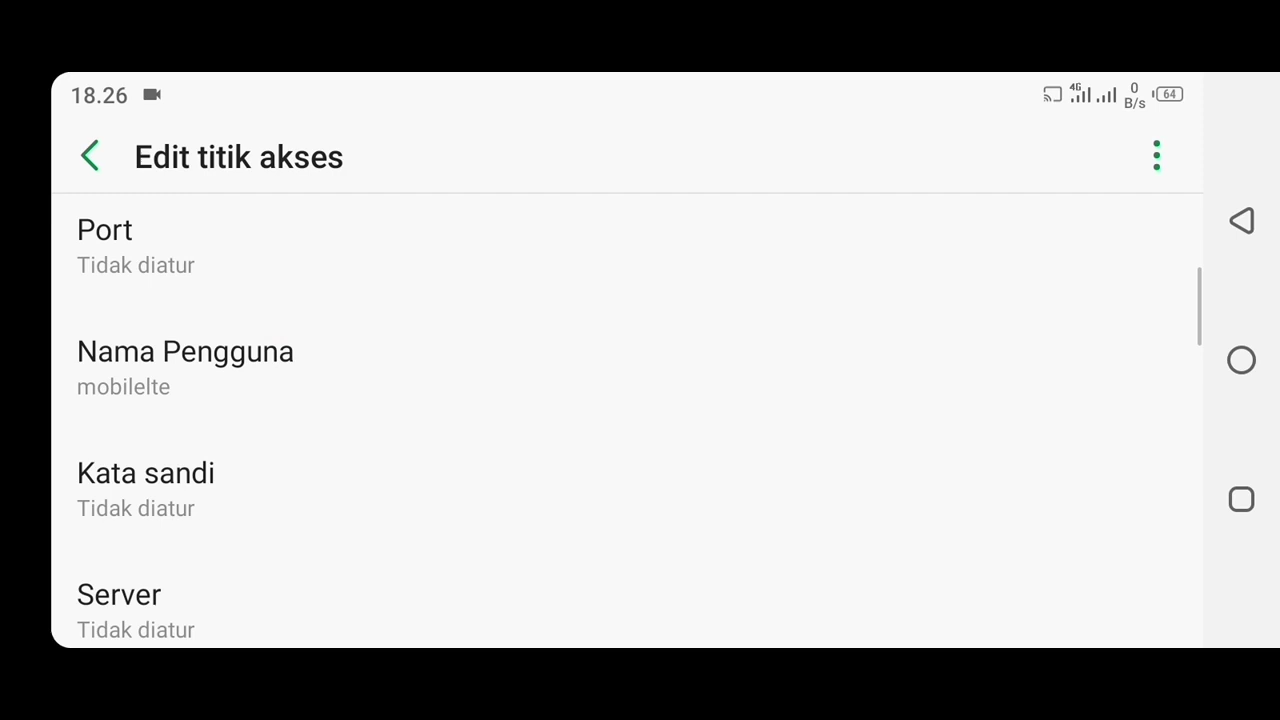 18.26 4G 0 B/s 64
Edit titik akses
Port
Tidak diatur
Nama Pengguna
mobilelte
Kata sandi
Tidak diatur
Server
Tidak diatur